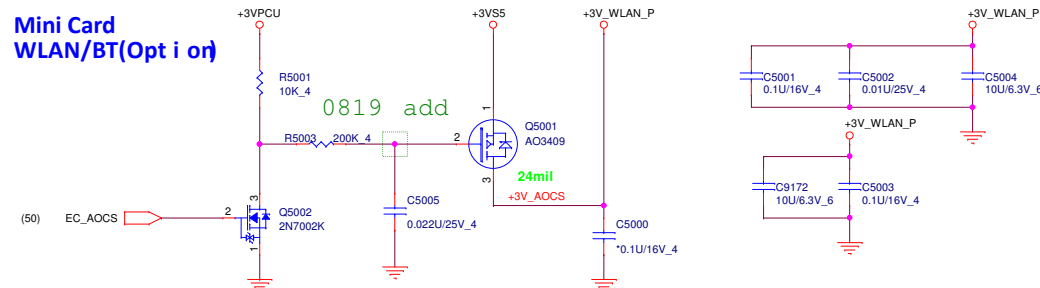 Mini Card
WLAN/BT(Opt i on)
+3VPCU
+3VS5
+3V_WLAN_P
+3V_WLAN_P
R5001
10K_4
0819 add
R5003 200K_4
1
2
3
Q5001
AO3409
24mil
+3V_AOCS
C5005
0.022U/25V_4
C5000
*0.1U/16V_4
(50)
EC_AOCS
2
3
1
Q5002
2N7002K
C5001
0.1U/16V_4
C5002
0.01U/25V_4
C5004
10U/6.3V_6
+3V_WLAN_P
C9172
10U/6.3V_6
C5003
0.1U/16V_4